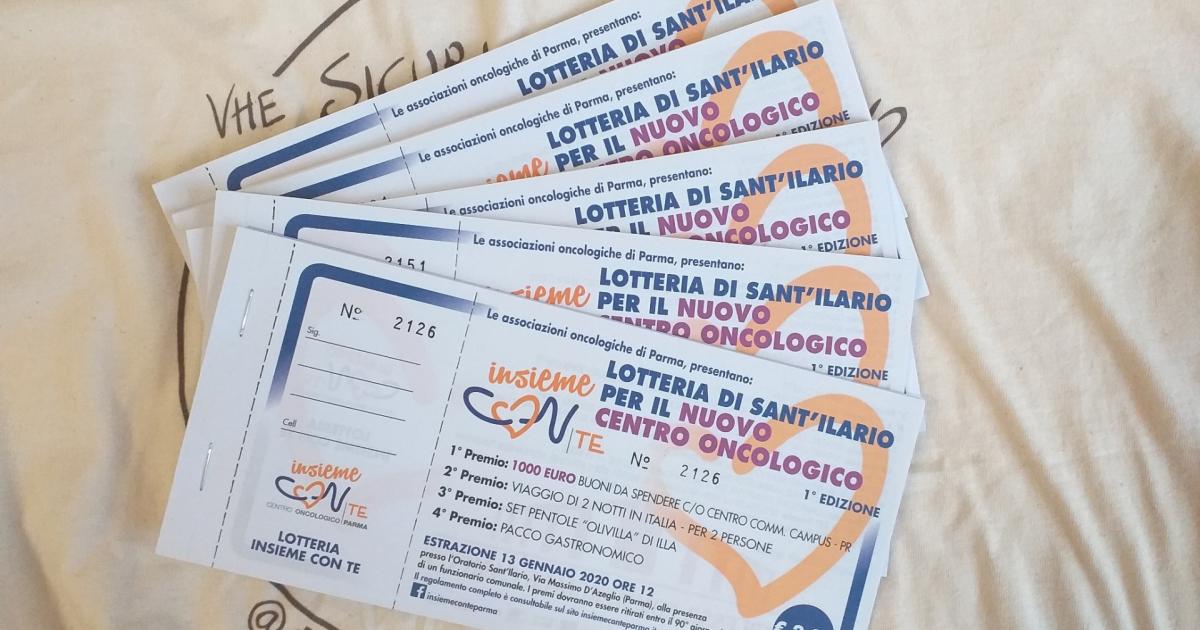 VHE SICUR
Le associazioni oncologiche di Parma, presentano:
LOTTERIA DI SANT'ILA
NUOVO
Le associazioni oncologiche di Parma, presentano:
LOTTERIA DI SANT'ILARIO
insieme PER IL NUOVO
CENTRO ONCOLOGICO
1° EDIZIONE
Le associazioni oncologiche di Parma, presentano:
LOTTERIA DI SANT'ILARIO
PER IL NUOVO
ONCOLOGICO
1° EDIZIONE
2151
Le associazioni oncologiche di Parma, presentano:
insieme
LOTTERIA DI SANT'ILARIO
PER IL NUOVO
CENTRO ONCOLOGICO
1° EDIZIONE
Nº 2126
Sig.
Cell
insieme
CON TE
CENTRO ONCOLOGICO PARMA
LOTTERIA
INSIEME CON TE
Le associazioni oncologiche di Parma, presentano:
insieme
CON TE
LOTTERIA DI SANT'ILARIO
PER IL NUOVO
CENTRO ONCOLOGICO
Nº 2126
1° EDIZIONE
1° Premio: 1000 EURO BUONI DA SPENDERE C/O CENTRO COMM. CAMPUS - PR
2° Premio: VIAGGIO DI 2 NOTTI IN ITALIA - PER 2 PERSONE
3° Premio: SET PENTOLE "OLIVILLA" DI ILLA
4° Premio: PACCO GASTRONOMICO
ESTRAZIONE 13 GENNAIO 2020 ORE 12
presso l'Oratorio Sant'Ilario, Via Massimo D'Azeglio (Parma), alla presenza
di un funzionario comunale. I premi dovranno essere ritirati entro il 90° giorno
Il regolamento completo è consultabile sul sito insiemeconteparma
insiemeconteparma
€
@